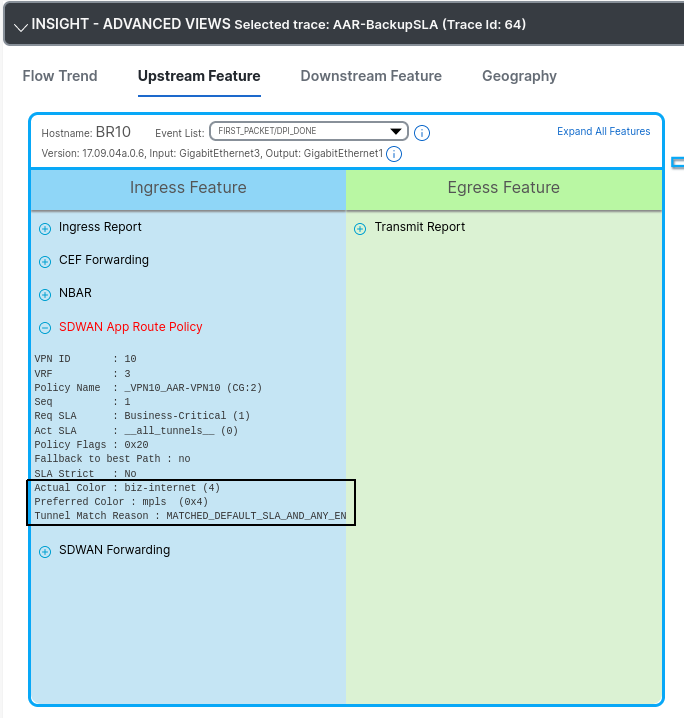 INSIGHT - ADVANCED VIEWS Selected trace: AAR-BackupSLA (Trace Id: 64)
Flow Trend Upstream Feature Downstream Feature Geography
Hostname: BR10 Event List: FIRST_PACKET/DPI_DONE Expand All Features
Version: 17.09.04a.0.6, Input: GigabitEthernet3, Output: GigabitEthernet1
Ingress Feature Egress Feature
Ingress Report Transmit Report
CEF Forwarding
NBAR
SDWAN App Route Policy
VPN ID : 10
VRF : 3
Policy Name : _VPN10_AAR-VPN10 (CG:2)
Seq : 1
Req SLA : Business-Critical (1)
Act SLA : __all_tunnels__ (0)
Policy Flags : 0x20
Fallback to best Path : no
SLA Strict : No
Actual Color : biz-internet (4)
Preferred Color : mpls (0x4)
Tunnel Match Reason : MATCHED_DEFAULT_SLA_AND_ANY_EN
SDWAN Forwarding